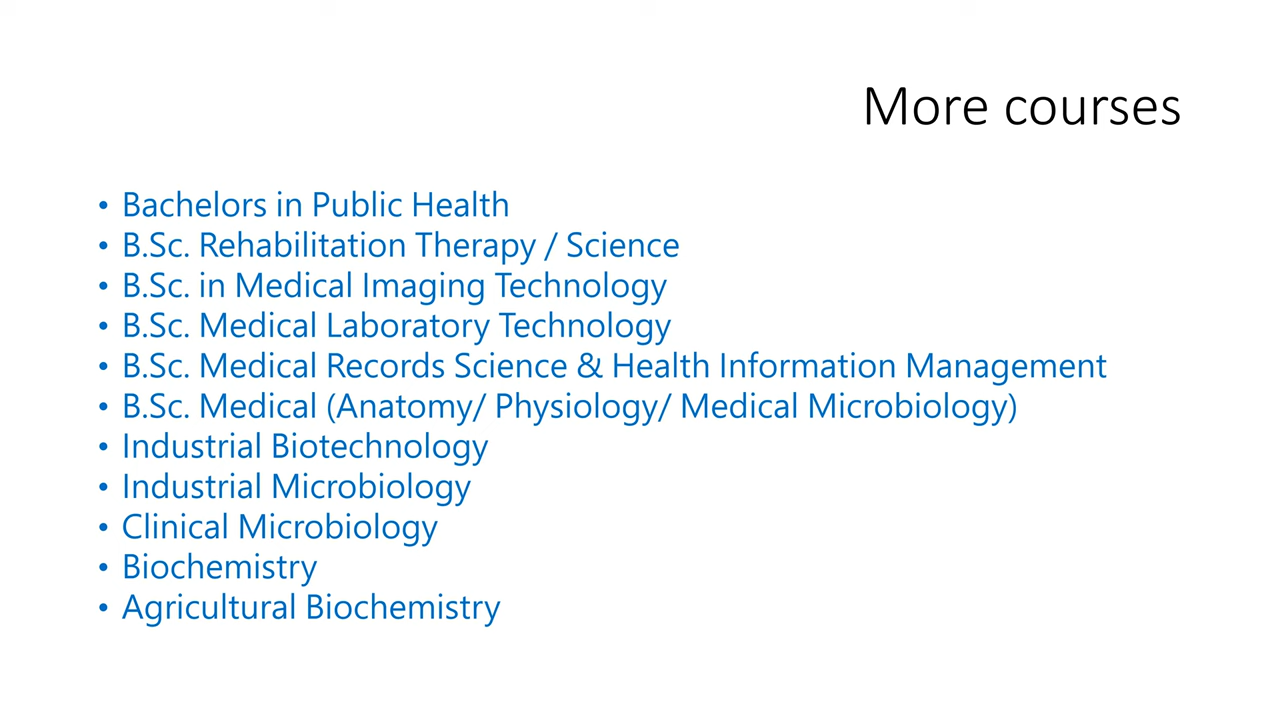 More courses
• Bachelors in Public Health
• B.Sc. Rehabilitation Therapy / Science
• B.Sc. in Medical Imaging Technology
• B.Sc. Medical Laboratory Technology
• B.Sc. Medical Records Science & Health Information Management
• B.Sc. Medical (Anatomy/ Physiology/ Medical Microbiology)
• Industrial Biotechnology
• Industrial Microbiology
• Clinical Microbiology
• Biochemistry
• Agricultural Biochemistry